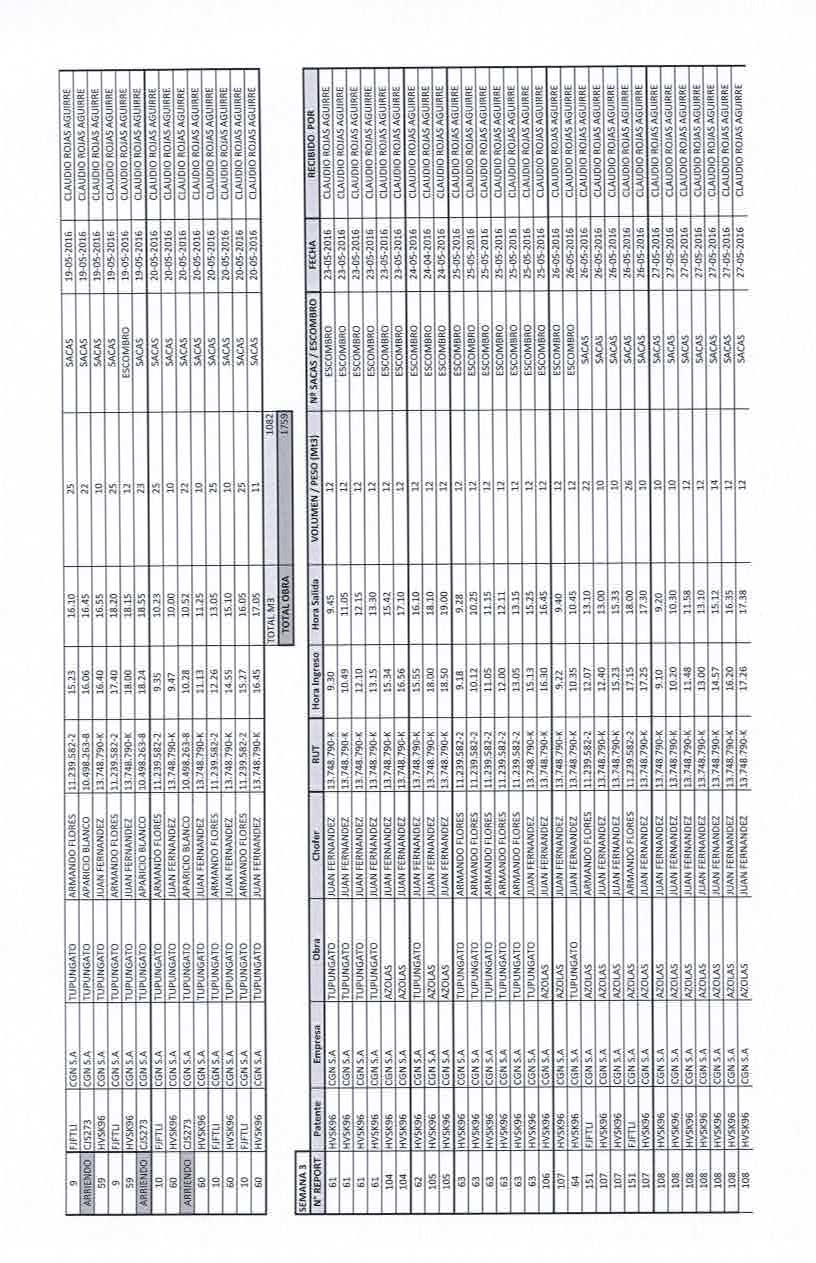 9 FJFTLI CGN S.A TUPUNGATO ARMANDO FLORES 11.239.582-2 15.23 16.10 25 SACAS 19-05-2016 CLAUDIO ROJAS AGUIRRE
ARRIENDO CJS273 CGN S.A TUPUNGATO APARICIO BLANCO 10.498.263-8 16.06 16.45 22 SACAS 19-05-2016 CLAUDIO ROJAS AGUIRRE
59 HVSK96 CGN S.A TUPUNGATO JUAN FERNANDEZ 13.748.790-K 16.40 16.55 10 SACAS 19-05-2016 CLAUDIO ROJAS AGUIRRE
9 FJFTLI CGN S.A TUPUNGATO ARMANDO FLORES 11.239.582-2 17.40 18.20 25 SACAS 19-05-2016 CLAUDIO ROJAS AGUIRRE
59 HVSK96 CGN S.A TUPUNGATO JUAN FERNANDEZ 13.748.790-K 18.00 18.15 12 ESCOMBRO 19-05-2016 CLAUDIO ROJAS AGUIRRE
ARRIENDO CJS273 CGN S.A TUPUNGATO APARICIO BLANCO 10.498.263-8 18.24 18.55 23 SACAS 19-05-2016 CLAUDIO ROJAS AGUIRRE
10 FJFTLI CGN S.A TUPUNGATO ARMANDO FLORES 11.239.582-2 9.35 10.23 25 SACAS 20-05-2016 CLAUDIO ROJAS AGUIRRE
60 HVSK96 CGN S.A TUPUNGATO JUAN FERNANDEZ 13.748.790-K 9.47 10.00 10 SACAS 20-05-2016 CLAUDIO ROJAS AGUIRRE
ARRIENDO CJS273 CGN S.A TUPUNGATO APARICIO BLANCO 10.498.263-8 10.28 10.52 22 SACAS 20-05-2016 CLAUDIO ROJAS AGUIRRE
60 HVSK96 CGN S.A TUPUNGATO JUAN FERNANDEZ 13.748.790-K 11.13 11.25 10 SACAS 20-05-2016 CLAUDIO ROJAS AGUIRRE
10 FJFTLI CGN S.A TUPUNGATO ARMANDO FLORES 11.239.582-2 12.26 13.05 25 SACAS 20-05-2016 CLAUDIO ROJAS AGUIRRE
60 HVSK96 CGN S.A TUPUNGATO JUAN FERNANDEZ 13.748.790-K 14.55 15.10 10 SACAS 20-05-2016 CLAUDIO ROJAS AGUIRRE
10 FJFTLI CGN S.A TUPUNGATO ARMANDO FLORES 11.239.582-2 15.27 16.05 25 SACAS 20-05-2016 CLAUDIO ROJAS AGUIRRE
60 HVSK96 CGN S.A TUPUNGATO JUAN FERNANDEZ 13.748.790-K 16.45 17.05 11 SACAS 20-05-2016 CLAUDIO ROJAS AGUIRRE
TOTAL M3 1082
TOTAL OBRA 1759
SEMANA 3
N° REPORT Patente Empresa Obra Chofer RUT Hora Ingreso Hora Salida VOLUMEN / PESO (Mt3) Nº SACAS / ESCOMBRO FECHA RECIBIDO POR
61 HVSK96 CGN S.A TUPUNGATO JUAN FERNANDEZ 13.748.790-K 9.30 9.45 12 ESCOMBRO 23-05-2016 CLAUDIO ROJAS AGUIRRE
61 HVSK96 CGN S.A TUPUNGATO JUAN FERNANDEZ 13.748.790-K 10.49 11.05 12 ESCOMBRO 23-05-2016 CLAUDIO ROJAS AGUIRRE
61 HVSK96 CGN S.A TUPUNGATO JUAN FERNANDEZ 13.748.790-K 12.10 12.15 12 ESCOMBRO 23-05-2016 CLAUDIO ROJAS AGUIRRE
61 HVSK96 CGN S.A TUPUNGATO JUAN FERNANDEZ 13.748.790-K 13.15 13.30 12 ESCOMBRO 23-05-2016 CLAUDIO ROJAS AGUIRRE
104 HVSK96 CGN S.A AZOLAS JUAN FERNANDEZ 13.748.790-K 15.34 15.42 12 ESCOMBRO 23-05-2016 CLAUDIO ROJAS AGUIRRE
104 HVSK96 CGN S.A AZOLAS JUAN FERNANDEZ 13.748.790-K 16.56 17.10 12 ESCOMBRO 23-05-2016 CLAUDIO ROJAS AGUIRRE
62 HVSK96 CGN S.A TUPUNGATO JUAN FERNANDEZ 13.748.790-K 15.55 16.10 12 ESCOMBRO 24-05-2016 CLAUDIO ROJAS AGUIRRE
105 HVSK96 CGN S.A AZOLAS JUAN FERNANDEZ 13.748.790-K 18.00 18.10 12 ESCOMBRO 24-04-2016 CLAUDIO ROJAS AGUIRRE
105 HVSK96 CGN S.A AZOLAS JUAN FERNANDEZ 13.748.790-K 18.50 19.00 12 ESCOMBRO 24-05-2016 CLAUDIO ROJAS AGUIRRE
63 HVSK96 CGN S.A TUPUNGATO ARMANDO FLORES 11.239.582-2 9.18 9.28 12 ESCOMBRO 25-05-2016 CLAUDIO ROJAS AGUIRRE
63 HVSK96 CGN S.A TUPUNGATO ARMANDO FLORES 11.239.582-2 10.12 10.25 12 ESCOMBRO 25-05-2016 CLAUDIO ROJAS AGUIRRE
63 HVSK96 CGN S.A TUPUNGATO ARMANDO FLORES 11.239.582-2 11.05 11.15 12 ESCOMBRO 25-05-2016 CLAUDIO ROJAS AGUIRRE
63 HVSK96 CGN S.A TUPUNGATO ARMANDO FLORES 11.239.582-2 12.00 12.11 12 ESCOMBRO 25-05-2016 CLAUDIO ROJAS AGUIRRE
63 HVSK96 CGN S.A TUPUNGATO ARMANDO FLORES 11.239.582-2 13.05 13.15 12 ESCOMBRO 25-05-2016 CLAUDIO ROJAS AGUIRRE
63 HVSK96 CGN S.A TUPUNGATO JUAN FERNANDEZ 13.748.790-K 15.13 15.25 12 ESCOMBRO 25-05-2016 CLAUDIO ROJAS AGUIRRE
106 HVSK96 CGN S.A AZOLAS JUAN FERNANDEZ 13.748.790-K 16.30 16.45 12 ESCOMBRO 25-05-2016 CLAUDIO ROJAS AGUIRRE
107 HVSK96 CGN S.A AZOLAS JUAN FERNANDEZ 13.748.790-K 9.22 9.40 12 ESCOMBRO 26-05-2016 CLAUDIO ROJAS AGUIRRE
64 HVSK96 CGN S.A TUPUNGATO JUAN FERNANDEZ 13.748.790-K 10.35 10.45 12 ESCOMBRO 26-05-2016 CLAUDIO ROJAS AGUIRRE
151 FJFTLI CGN S.A AZOLAS ARMANDO FLORES 11.239.582-2 12.07 13.10 22 SACAS 26-05-2016 CLAUDIO ROJAS AGUIRRE
107 HVSK96 CGN S.A AZOLAS JUAN FERNANDEZ 13.748.790-K 12.40 13.00 10 SACAS 26-05-2016 CLAUDIO ROJAS AGUIRRE
107 HVSK96 CGN S.A AZOLAS JUAN FERNANDEZ 13.748.790-K 15.23 15.33 10 SACAS 26-05-2016 CLAUDIO ROJAS AGUIRRE
151 FJFTLI CGN S.A AZOLAS ARMANDO FLORES 11.239.582-2 17.15 18.00 26 SACAS 26-05-2016 CLAUDIO ROJAS AGUIRRE
107 HVSK96 CGN S.A AZOLAS JUAN FERNANDEZ 13.748.790-K 17.25 17.30 10 SACAS 26-05-2016 CLAUDIO ROJAS AGUIRRE
108 HVSK96 CGN S.A AZOLAS JUAN FERNANDEZ 13.748.790-K 9.10 9.20 10 SACAS 27-05-2016 CLAUDIO ROJAS AGUIRRE
108 HVSK96 CGN S.A AZOLAS JUAN FERNANDEZ 13.748.790-K 10.20 10.30 10 SACAS 27-05-2016 CLAUDIO ROJAS AGUIRRE
108 HVSK96 CGN S.A AZOLAS JUAN FERNANDEZ 13.748.790-K 11.48 11.58 12 SACAS 27-05-2016 CLAUDIO ROJAS AGUIRRE
108 HVSK96 CGN S.A AZOLAS JUAN FERNANDEZ 13.748.790-K 13.00 13.10 12 SACAS 27-05-2016 CLAUDIO ROJAS AGUIRRE
108 HVSK96 CGN S.A AZOLAS JUAN FERNANDEZ 13.748.790-K 14.57 15.12 14 SACAS 27-05-2016 CLAUDIO ROJAS AGUIRRE
108 HVSK96 CGN S.A AZOLAS JUAN FERNANDEZ 13.748.790-K 16.20 16.35 12 SACAS 27-05-2016 CLAUDIO ROJAS AGUIRRE
108 HVSK96 CGN S.A AZOLAS JUAN FERNANDEZ 13.748.790-K 17.26 17.38 12 SACAS 27-05-2016 CLAUDIO ROJAS AGUIRRE